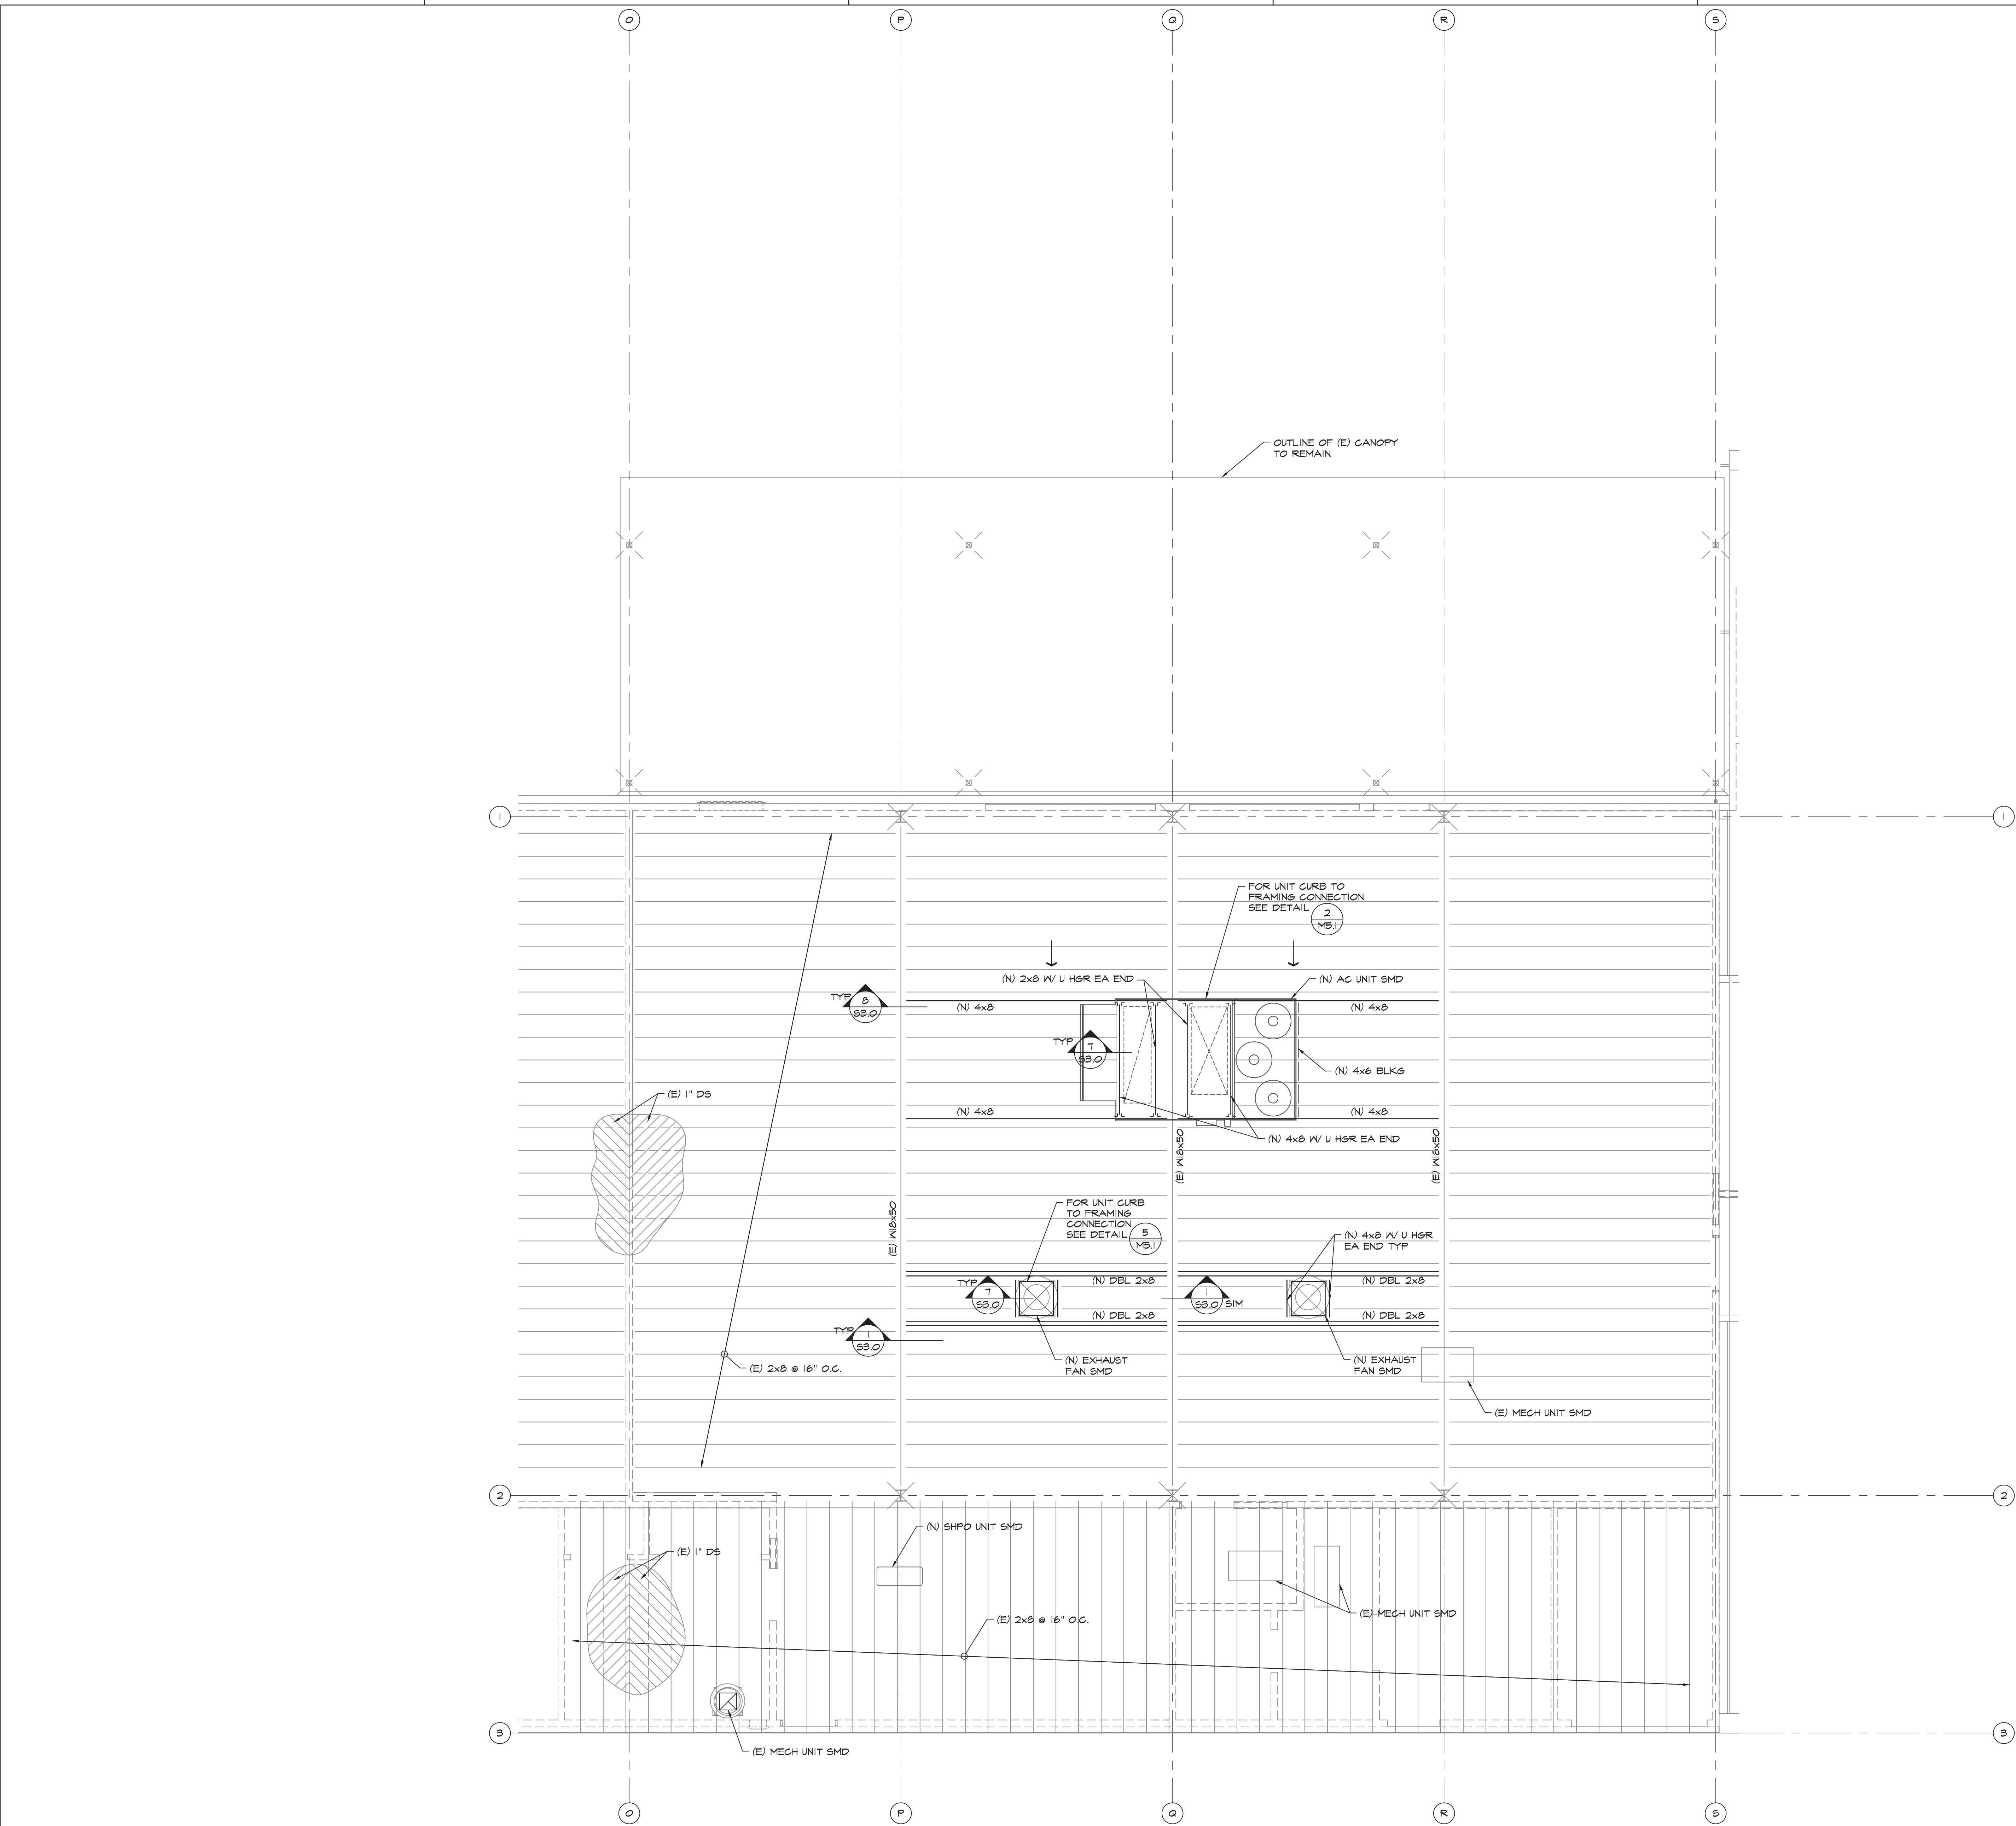 O P Q R S
OUTLINE OF (E) CANOPY
TO REMAIN
1 1
FOR UNIT CURB TO
FRAMING CONNECTION
SEE DETAIL
2
M5.1
(N) 2x8 W/ U HGR EA END
(N) AC UNIT SMD
TYP
8
S3.0
(N) 4x8
(N) 4x8
TYP
7
S3.0
(N) 4x6 BLKG
(E) 1" DS
(N) 4x8
(N) 4x8
(N) 4x8 W/ U HGR EA END
(E) W18x50
(E) W18x50
(E) W18x50
FOR UNIT CURB
TO FRAMING
CONNECTION
SEE DETAIL
5
M5.1
(N) 4x8 W/ U HGR
EA END TYP
TYP
7
S3.0
(N) DBL 2x8
1
S3.0
SIM
(N) DBL 2x8
(N) DBL 2x8
(N) DBL 2x8
TYP
1
S3.0
(E) 2x8 @ 16" O.C.
(N) EXHAUST
FAN SMD
(N) EXHAUST
FAN SMD
(E) MECH UNIT SMD
2 2
(N) SHPO UNIT SMD
(E) 1" DS
(E) 2x8 @ 16" O.C.
(E) MECH UNIT SMD
3 3
(E) MECH UNIT SMD
O P Q R S